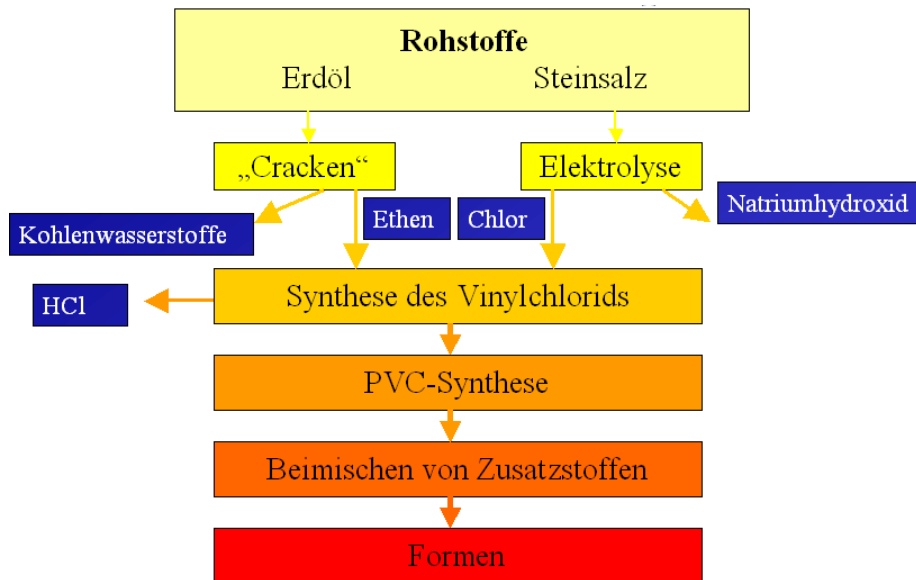 Rohstoffe
Erdöl Steinsalz
„Cracken“ Elektrolyse
Kohlenwasserstoffe Ethen Chlor Natriumhydroxid
HCl Synthese des Vinylchlorids
PVC-Synthese
Beimischen von Zusatzstoffen
Formen